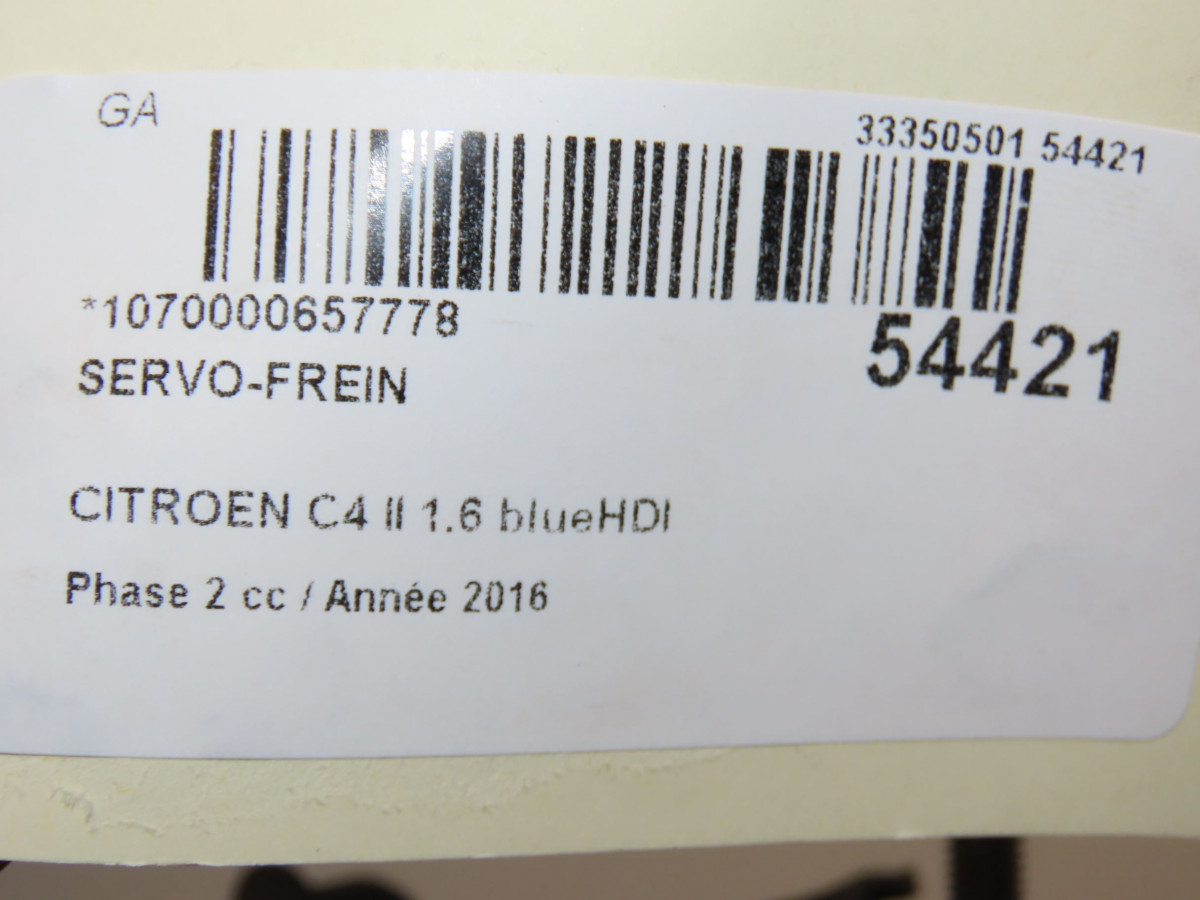 GA
33350501 54421
*1070000657778
54421
SERVO-FREIN
CITROEN C4 II 1.6 blueHDI
Phase 2 cc / Année 2016